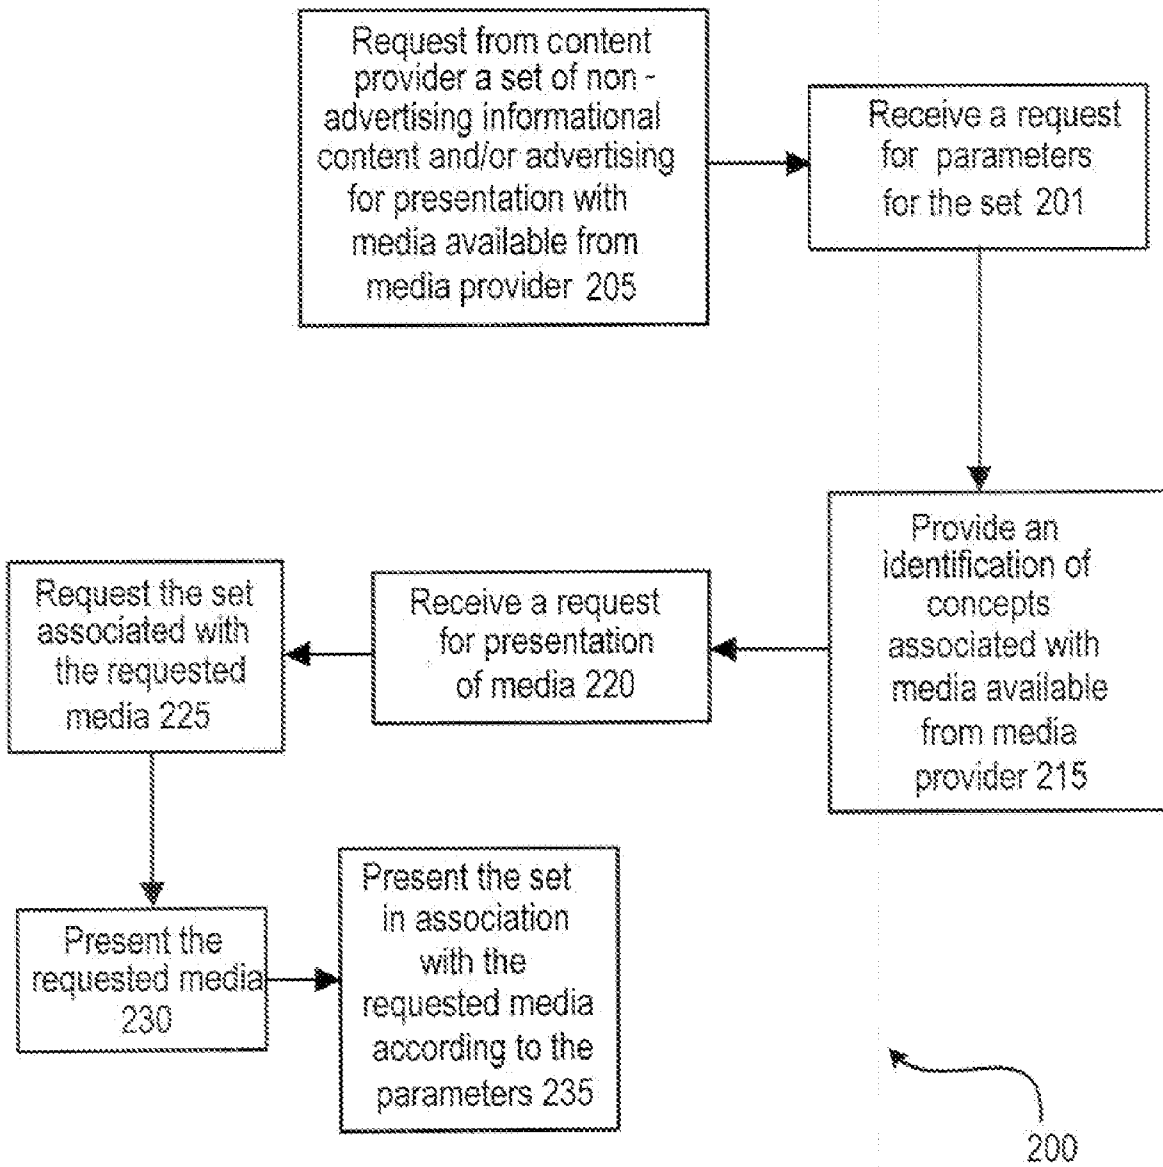 Request from content
provider a set of non -
advertising informational
content and/or advertising
for presentation with
media available from
media provider 205
Receive a request
for parameters
for the set 201
Provide an
identification of
concepts
associated with
media available
from media
provider 215
Receive a request
for presentation
of media 220
Request the set
associated with
the requested
media 225
Present the
requested media
230
Present the set
in association
with the
requested media
according to the
parameters 235
200